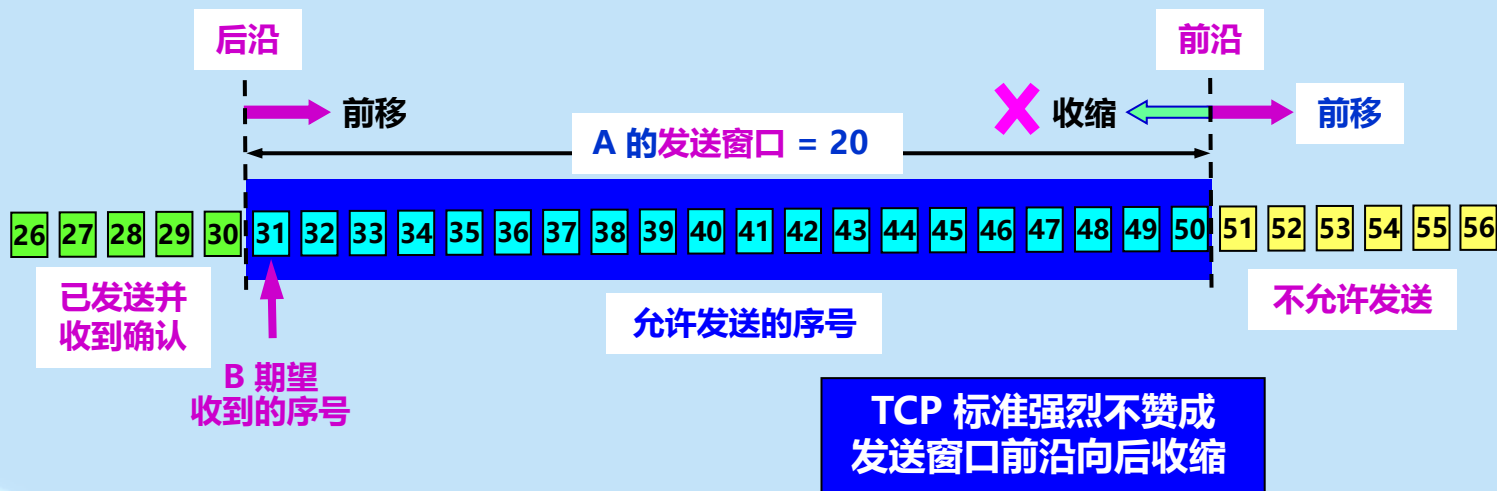 后沿
前沿
前移
收缩
前移
A 的发送窗口 = 20
26 27 28 29 30 31 32 33 34 35 36 37 38 39 40 41 42 43 44 45 46 47 48 49 50 51 52 53 54 55 56
已发送并
收到确认
允许发送的序号
不允许发送
B 期望
收到的序号
TCP 标准强烈不赞成
发送窗口前沿向后收缩